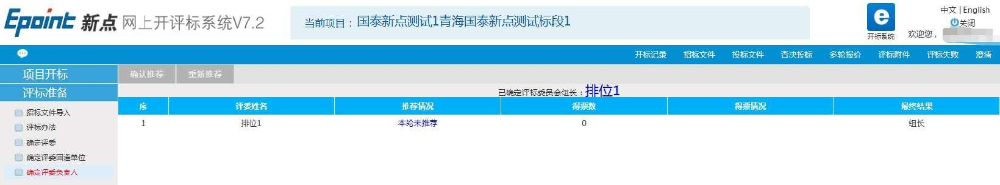 Epoint 新点 网上开评标系统V7.2
当前项目： 国泰新点测试1青海国泰新点测试标段1
开标系统
中文 | English
关闭
欢迎您，
开标记录 招标文件 投标文件 否决投标 多轮报价 评标附件 评标失败 澄清
项目开标
评标准备
招标文件导入
评标办法
确定评委
确定评委回避单位
确定评委负责人
确认推荐 重新推荐
已确定评标委员会组长：排位1
序 评委姓名 推荐情况 得票数 得票情况 最终结果
1 排位1 本轮未推荐 0 组长